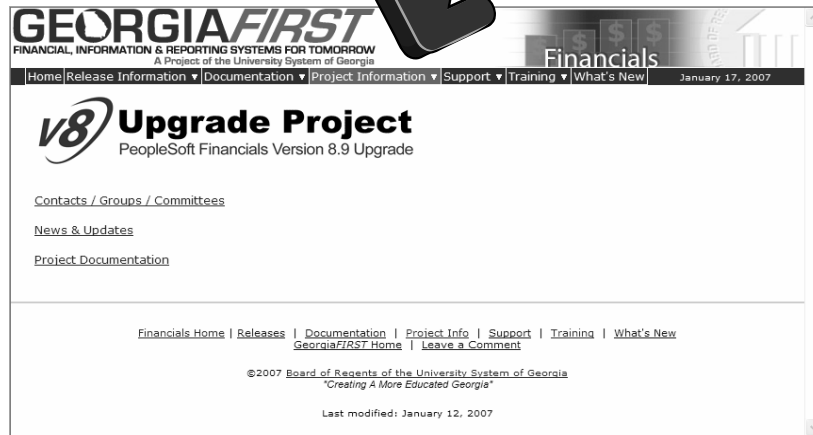 GEORGIAFIRST
FINANCIAL, INFORMATION & REPORTING SYSTEMS FOR TOMORROW
A Project of the University System of Georgia
Financials
Home Release Information ▼ Documentation ▼ Project Information ▼ Support ▼ Training ▼ What's New January 17, 2007
v8 Upgrade Project
PeopleSoft Financials Version 8.9 Upgrade
Contacts / Groups / Committees
News & Updates
Project Documentation
Financials Home | Releases | Documentation | Project Info | Support | Training | What's New
GeorgiaFIRST Home | Leave a Comment
©2007 Board of Regents of the University System of Georgia
"Creating A More Educated Georgia"
Last modified: January 12, 2007